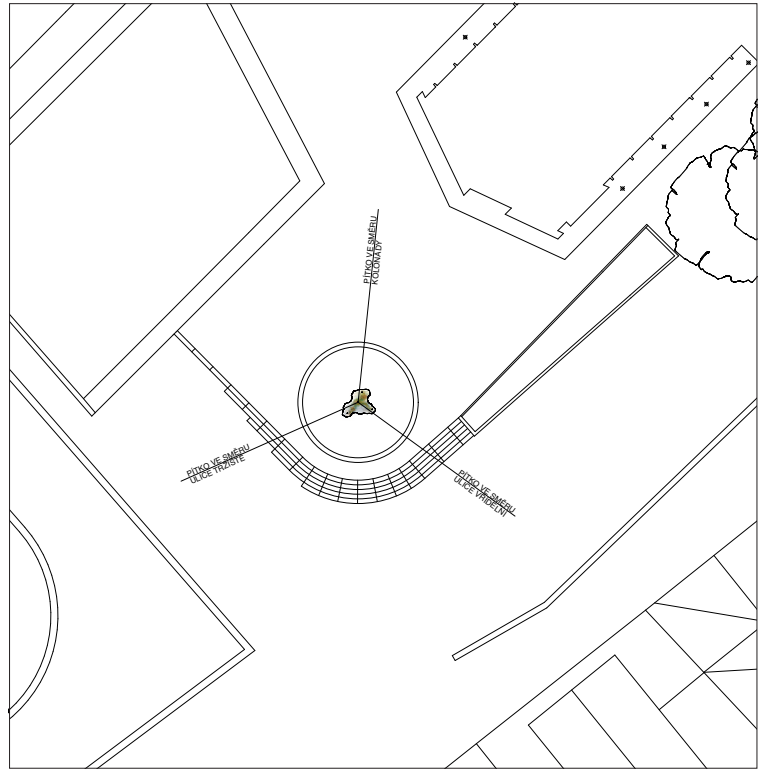 PÍTKO VE SMĚRU
KOLONÁDY
PÍTKO VE SMĚRU
ULICE TRŽIŠTĚ
PÍTKO VE SMĚRU
ULICE VŘÍDELNÍ